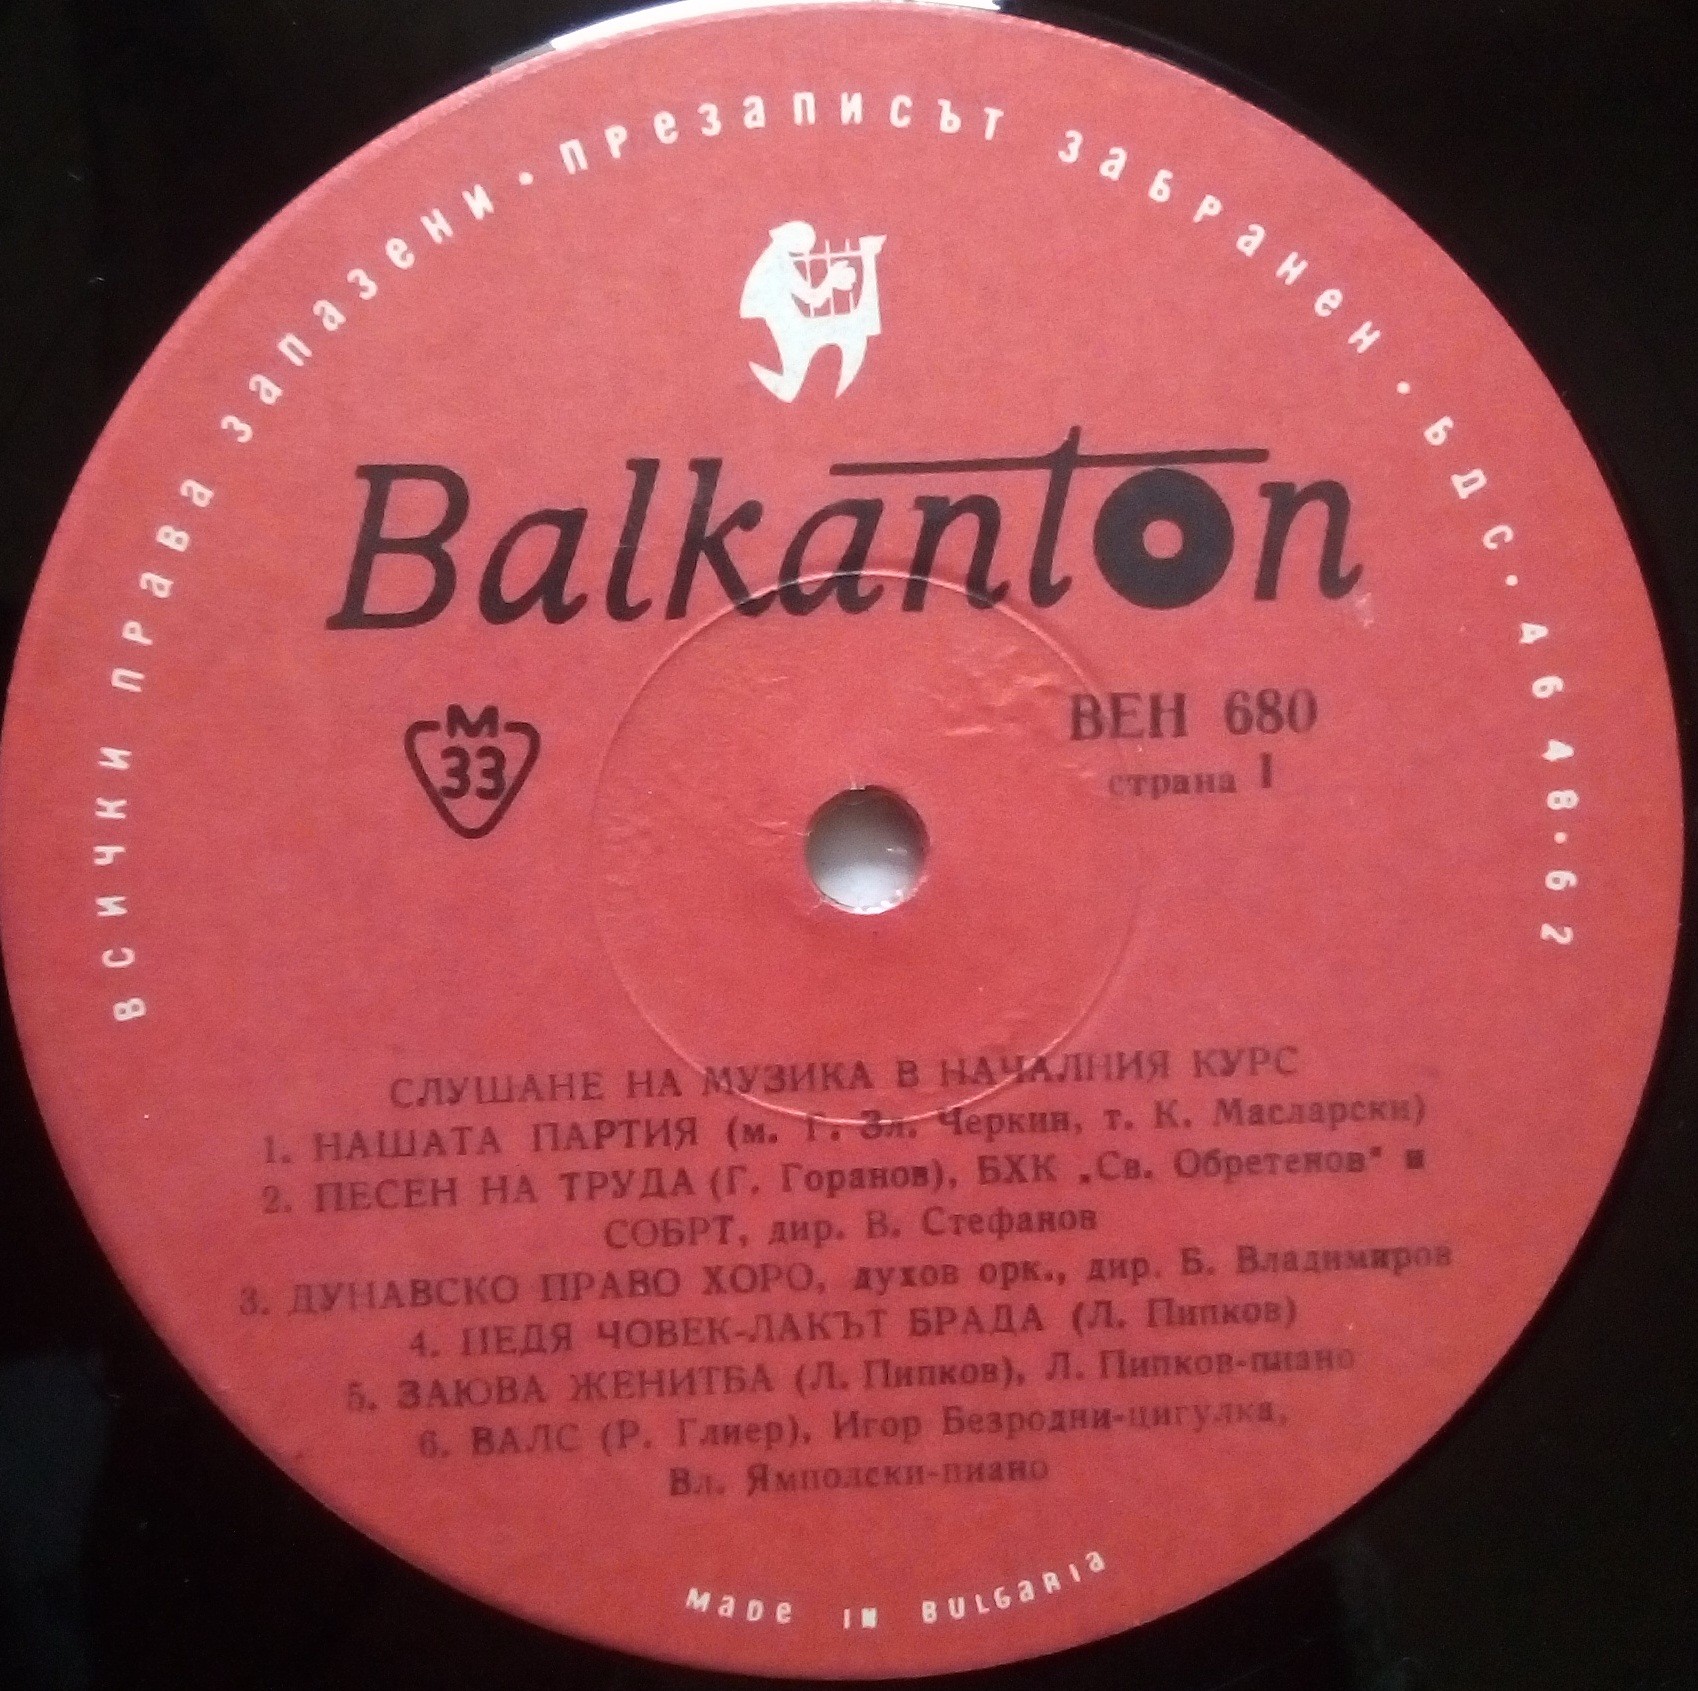 всички права запазени · презаписът забранен · бдс · 4648 · 62
Balkanton
М
33
ВЕН 680
страна I
СЛУШАНЕ НА МУЗИКА В НАЧАЛНИЯ КУРС
1. НАШАТА ПАРТИЯ (м. Г. Зл. Черкин, т. К. Масларски)
2. ПЕСЕН НА ТРУДА (Г. Горанов), БХК „Св. Обретенов" и
СОБРТ, дир. В. Стефанов
3. ДУНАВСКО ПРАВО ХОРО, духов орк., дир. Б. Владимиров
4. ПЕДЯ ЧОВЕК-ЛАКЪТ БРАДА (Л. Пипков)
5. ЗАЮВА ЖЕНИТБА (Л. Пипков), Л. Пипков-пиано
6. ВАЛС (Р. Глиер), Игор Безродни-цигулка,
Вл. Ямполски-пиано
made in bulgaria